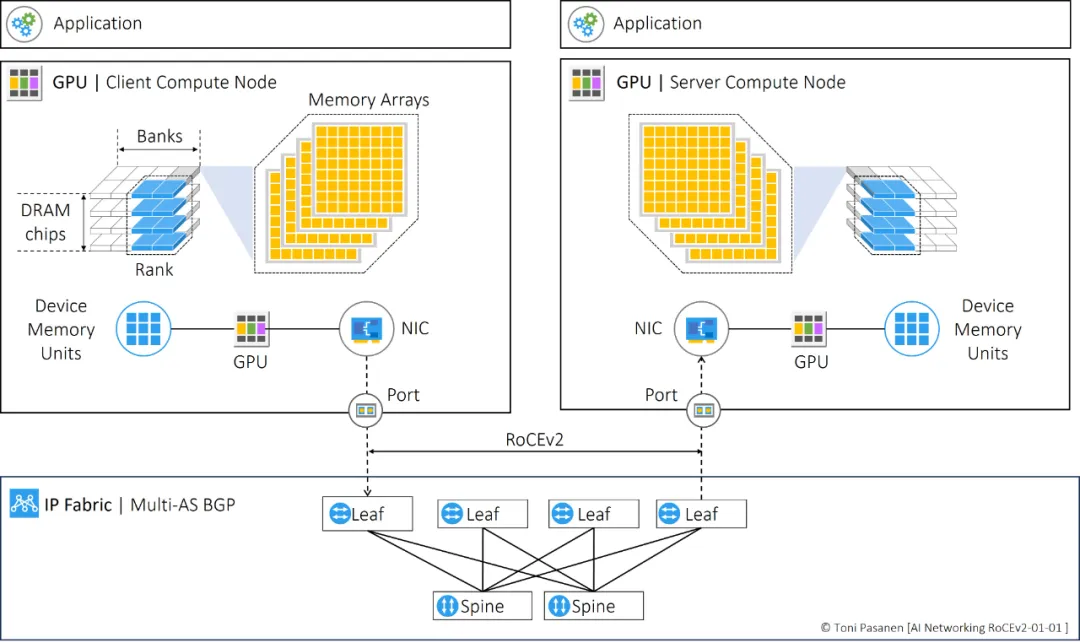 Application
Application
GPU | Client Compute Node
Memory Arrays
Banks
DRAM
chips
Rank
Device
Memory
Units
GPU
NIC
Port
GPU | Server Compute Node
NIC
GPU
Device
Memory
Units
Port
RoCEv2
IP Fabric | Multi-AS BGP
Leaf
Leaf
Leaf
Leaf
Spine
Spine
© Toni Pasanen [AI Networking RoCEv2-01-01 ]